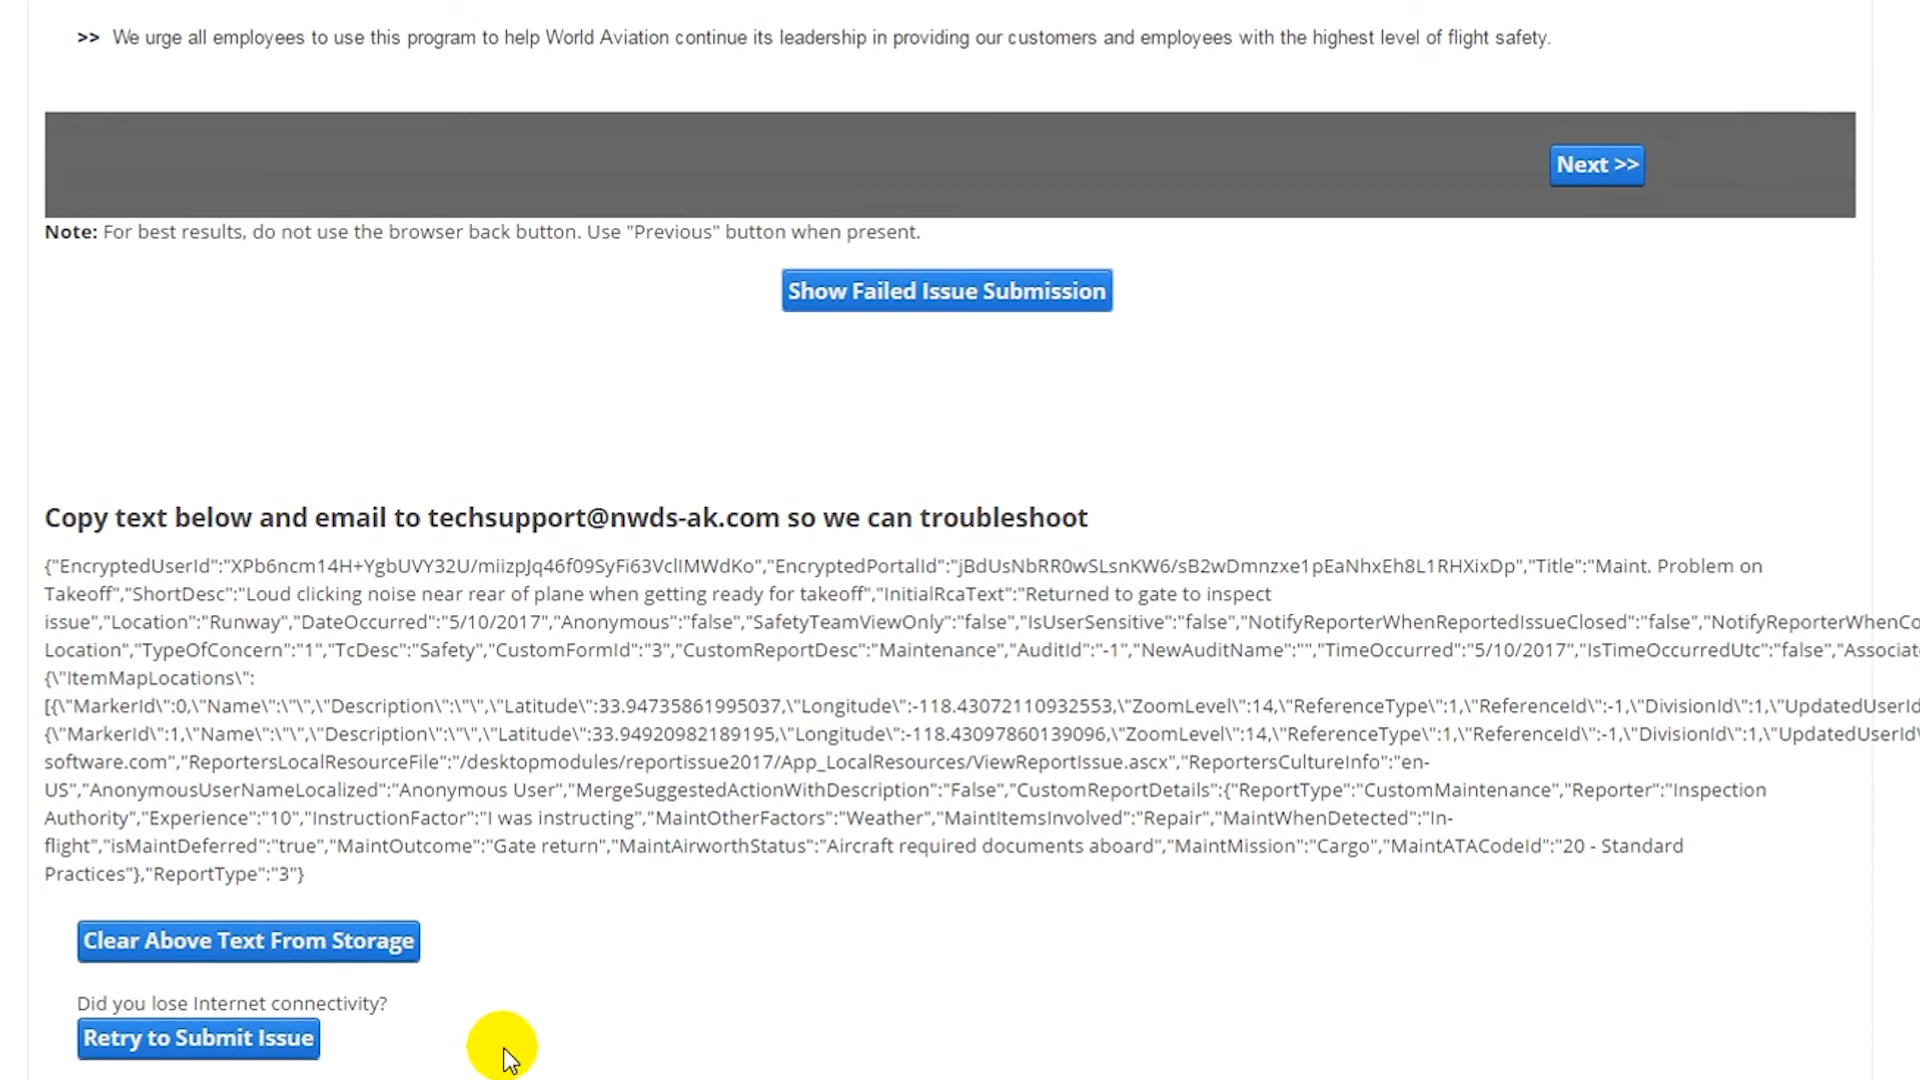 >> We urge all employees to use this program to help World Aviation continue its leadership in providing our customers and employees with the highest level of flight safety.
Next >>
Note: For best results, do not use the browser back button. Use "Previous" button when present.
Show Failed Issue Submission
Copy text below and email to techsupport@nwds-ak.com so we can troubleshoot
{"EncryptedUserId":"XPb6ncm14H+YgbUVY32U/miizpJq46f09SyFi63VclIMWdKo","EncryptedPortalId":"jBdUsNbRR0wSLsnKW6/sB2wDmnzxe1pEaNhxEh8L1RHXixDp","Title":"Maint. Problem on
Takeoff","ShortDesc":"Loud clicking noise near rear of plane when getting ready for takeoff","InitialRcaText":"Returned to gate to inspect
issue","Location":"Runway","DateOccurred":"5/10/2017","Anonymous":"false","SafetyTeamViewOnly":"false","IsUserSensitive":"false","NotifyReporterWhenReportedIssueClosed":"false","NotifyReporterWhenCo
Location","TypeOfConcern":"1","TcDesc":"Safety","CustomFormId":"3","CustomReportDesc":"Maintenance","AuditId":"-1","NewAuditName":"","TimeOccurred":"5/10/2017","IsTimeOccurredUtc":"false","Associate
{\"ItemMapLocations\":
[{\"MarkerId\":0,\"Name\":\"\",\"Description\":\"\",\"Latitude\":33.94735861995037,\"Longitude\":-118.43072110932553,\"ZoomLevel\":14,\"ReferenceType\":1,\"ReferenceId\":-1,\"DivisionId\":1,\"UpdatedUserId
{\"MarkerId\":1,\"Name\":\"\",\"Description\":\"\",\"Latitude\":33.94920982189195,\"Longitude\":-118.43097860139096,\"ZoomLevel\":14,\"ReferenceType\":1,\"ReferenceId\":-1,\"DivisionId\":1,\"UpdatedUserId\
software.com","ReportersLocalResourceFile":"/desktopmodules/reportissue2017/App_LocalResources/ViewReportIssue.ascx","ReportersCultureInfo":"en-
US","AnonymousUserNameLocalized":"Anonymous User","MergeSuggestedActionWithDescription":"False","CustomReportDetails":{"ReportType":"CustomMaintenance","Reporter":"Inspection
Authority","Experience":"10","InstructionFactor":"I was instructing","MaintOtherFactors":"Weather","MaintItemsInvolved":"Repair","MaintWhenDetected":"In-
flight","isMaintDeferred":"true","MaintOutcome":"Gate return","MaintAirworthStatus":"Aircraft required documents aboard","MaintMission":"Cargo","MaintATACodeId":"20 - Standard
Practices"},"ReportType":"3"}
Clear Above Text From Storage
Did you lose Internet connectivity?
Retry to Submit Issue